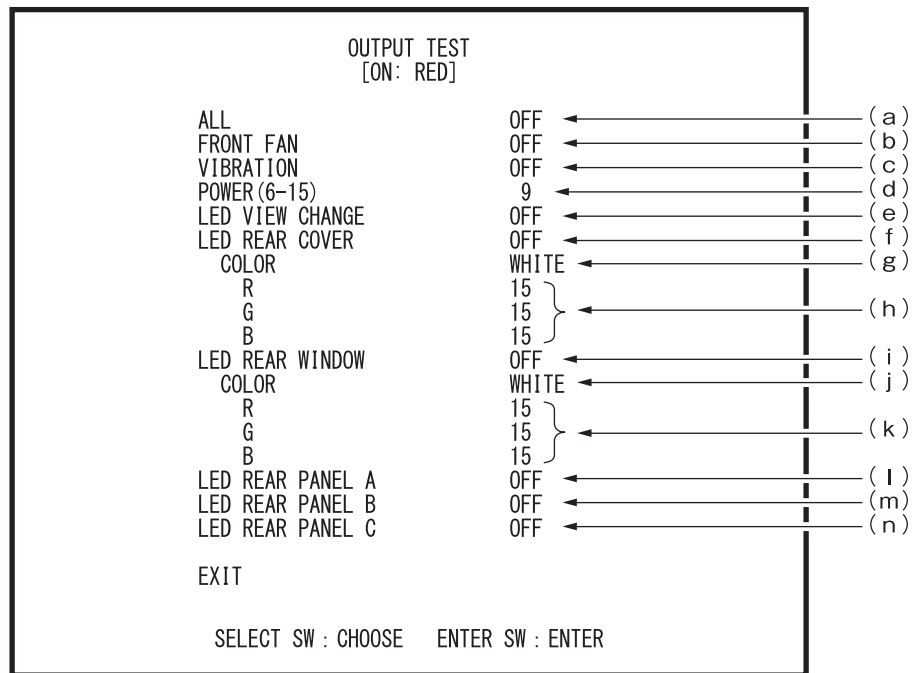 OUTPUT TEST
[ON: RED]
ALL OFF (a)
FRONT FAN OFF (b)
VIBRATION OFF (c)
POWER(6-15) 9 (d)
LED VIEW CHANGE OFF (e)
LED REAR COVER OFF (f)
COLOR WHITE (g)
R 15
G 15 (h)
B 15
LED REAR WINDOW OFF (i)
COLOR WHITE (j)
R 15
G 15 (k)
B 15
LED REAR PANEL A OFF (l)
LED REAR PANEL B OFF (m)
LED REAR PANEL C OFF (n)
EXIT
SELECT SW : CHOOSE ENTER SW : ENTER